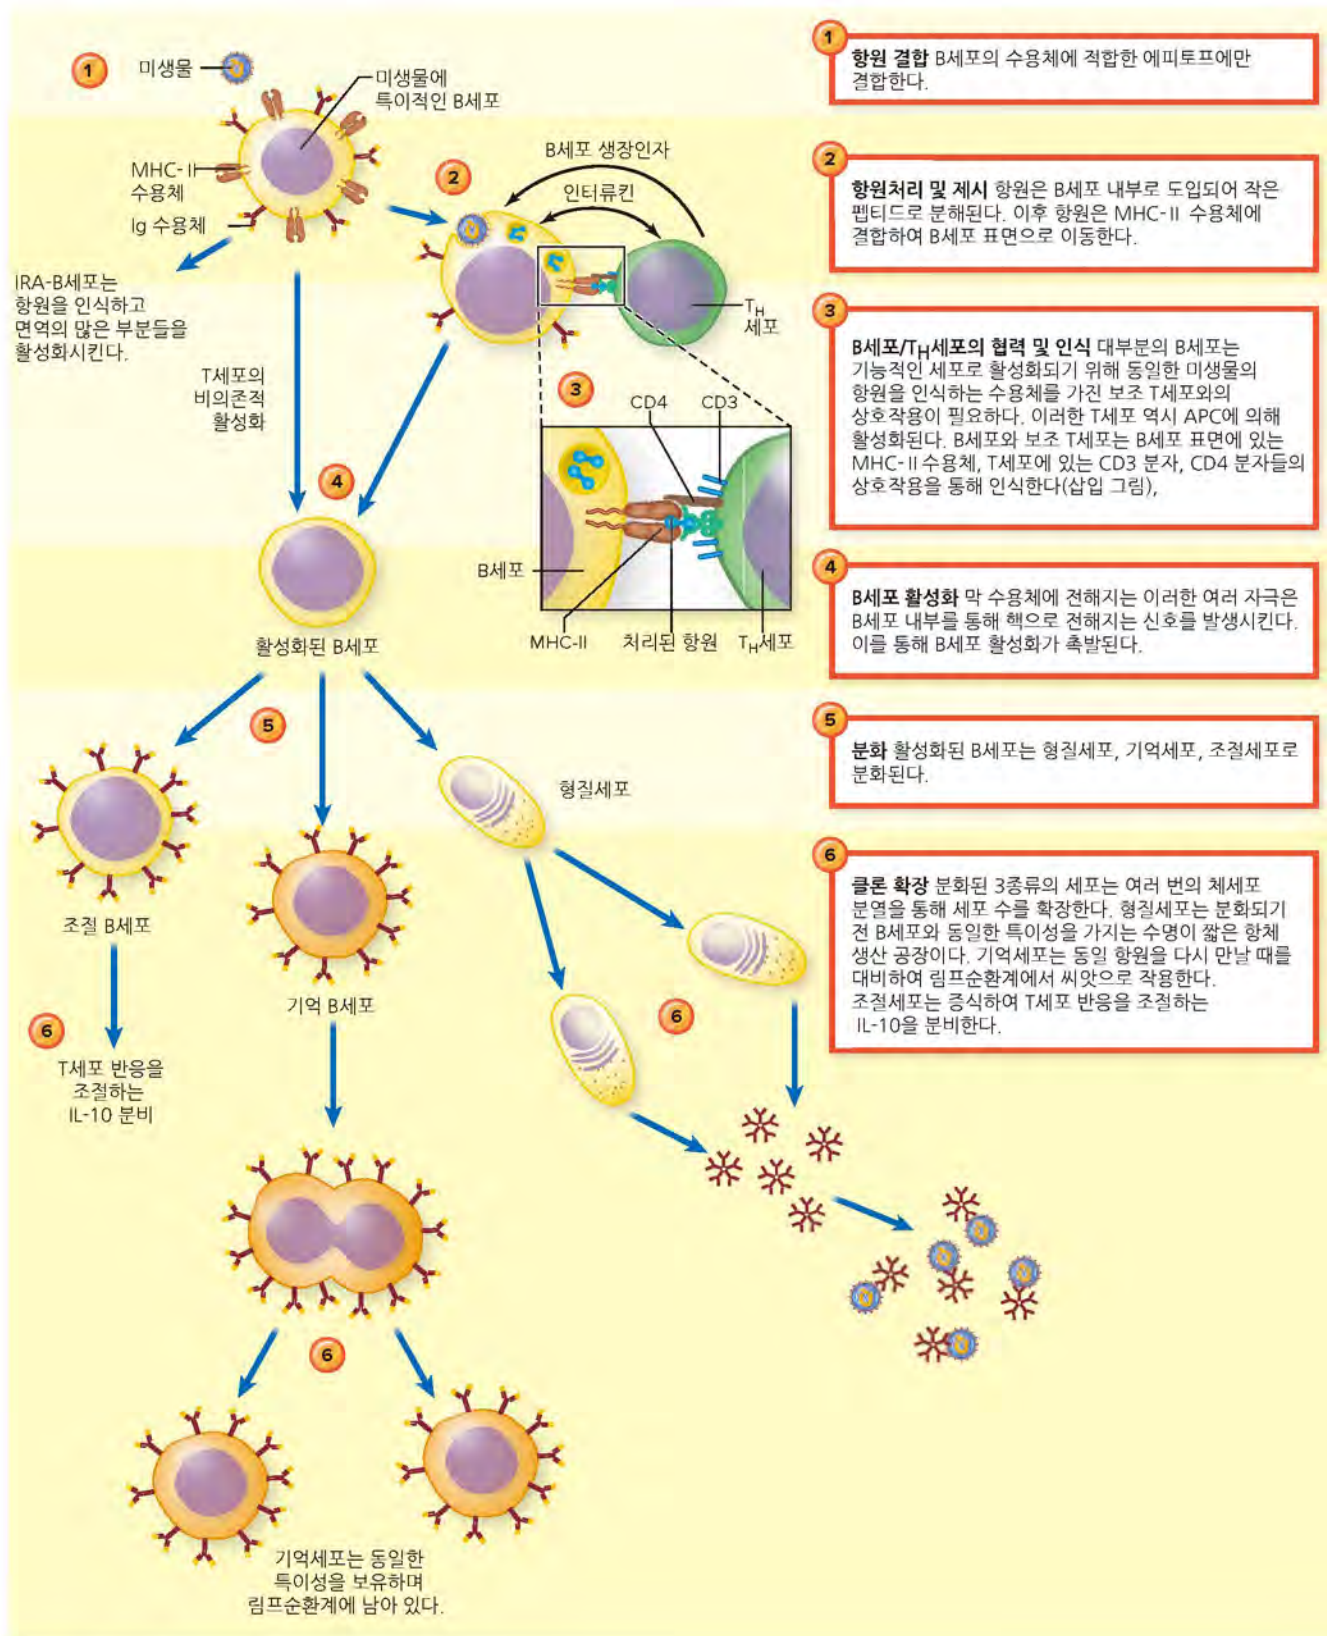 1
미생물
미생물에
특이적인 B세포
MHC-Ⅱ
수용체
Ig 수용체
IRA-B세포는
항원을 인식하고
면역의 많은 부분들을
활성화시킨다.
2
B세포 생장인자
인터류킨
TH
세포
T세포의
비의존적
활성화
3
CD4
CD3
B세포
MHC-II
처리된 항원
TH세포
4
활성화된 B세포
5
형질세포
조절 B세포
기억 B세포
6
T세포 반응을
조절하는
IL-10 분비
6
6
기억세포는 동일한
특이성을 보유하며
림프순환계에 남아 있다.
1
항원 결합 B세포의 수용체에 적합한 에피토프에만
결합한다.
2
항원처리 및 제시 항원은 B세포 내부로 도입되어 작은
펩티드로 분해된다. 이후 항원은 MHC-Ⅱ 수용체에
결합하여 B세포 표면으로 이동한다.
3
B세포/TH세포의 협력 및 인식 대부분의 B세포는
기능적인 세포로 활성화되기 위해 동일한 미생물의
항원을 인식하는 수용체를 가진 보조 T세포와의
상호작용이 필요하다. 이러한 T세포 역시 APC에 의해
활성화된다. B세포와 보조 T세포는 B세포 표면에 있는
MHC-Ⅱ 수용체, T세포에 있는 CD3 분자, CD4 분자들의
상호작용을 통해 인식한다(삽입 그림),
4
B세포 활성화 막 수용체에 전해지는 이러한 여러 자극은
B세포 내부를 통해 핵으로 전해지는 신호를 발생시킨다.
이를 통해 B세포 활성화가 촉발된다.
5
분화 활성화된 B세포는 형질세포, 기억세포, 조절세포로
분화된다.
6
클론 확장 분화된 3종류의 세포는 여러 번의 체세포
분열을 통해 세포 수를 확장한다. 형질세포는 분화되기
전 B세포와 동일한 특이성을 가지는 수명이 짧은 항체
생산 공장이다. 기억세포는 동일 항원을 다시 만날 때를
대비하여 림프순환계에서 씨앗으로 작용한다.
조절세포는 증식하여 T세포 반응을 조절하는
IL-10을 분비한다.